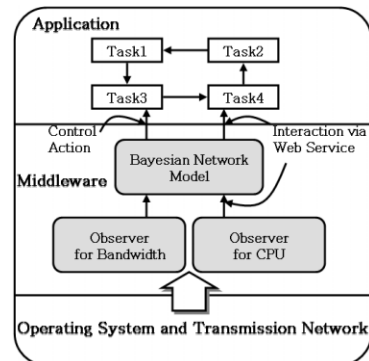 Application
Task1
Task2
Task3
Task4
Control
Action
Interaction via
Web Service
Bayesian Network
Model
Middleware
Observer
for Bandwidth
Observer
for CPU
Operating System and Transmission Network